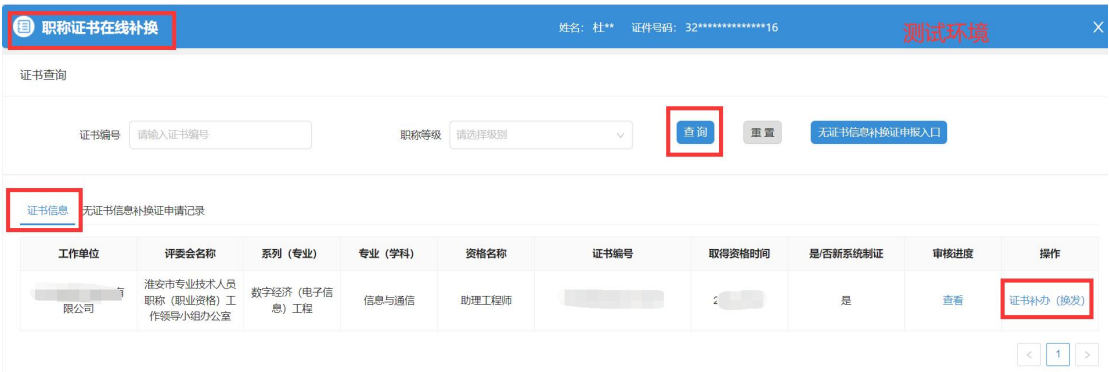 职称证书在线补换 姓名：杜** 证件号码：32**************16 测试环境 X
证书查询
证书编号 请输入证书编号 职称等级 请选择级别 查询 重置 无证书信息补换证申报入口
证书信息 无证书信息补换证申请记录
工作单位 评委会名称 系列（专业） 专业（学科） 资格名称 证书编号 取得资格时间 是/否新系统制证 审核进度 操作
淮安市专业技术人员
职称（职业资格）工
作领导小组办公室
限公司
数字经济（电子信
息）工程
信息与通信 助理工程师 是 查看 证书补办（换发）
< 1 >